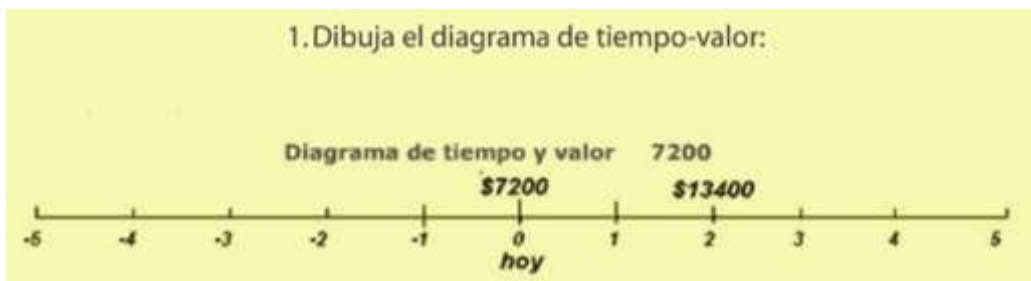 1. Dibuja el diagrama de tiempo-valor:
Diagrama de tiempo y valor 7200
$7200 $13400
-5 -4 -3 -2 -1 0 1 2 3 4 5
hoy